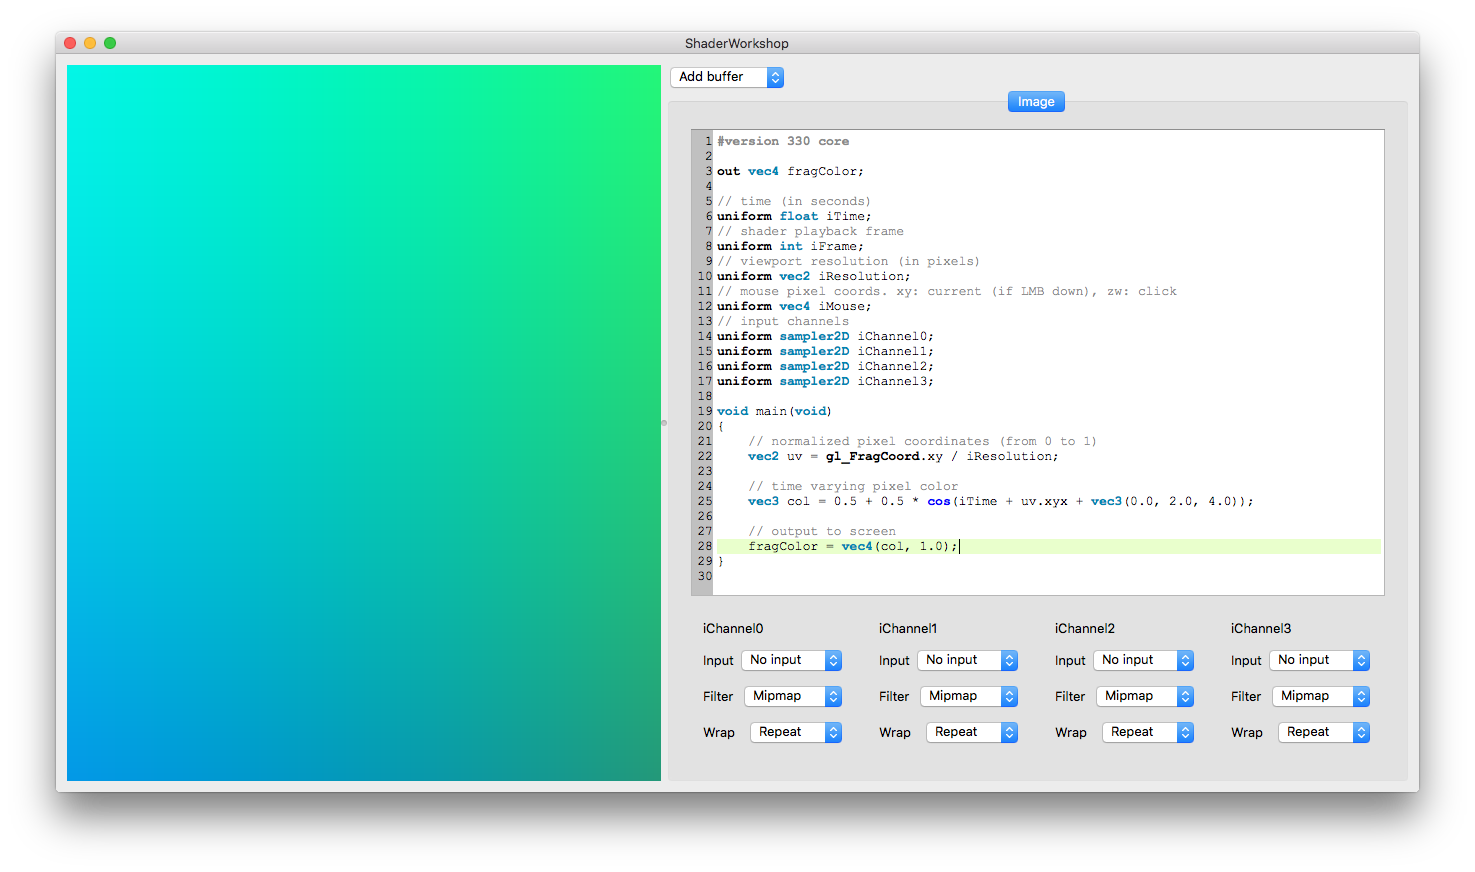 ShaderWorkshop
Add buffer
Image
1 #version 330 core
2
3 out vec4 fragColor;
4
5 // time (in seconds)
6 uniform float iTime;
7 // shader playback frame
8 uniform int iFrame;
9 // viewport resolution (in pixels)
10 uniform vec2 iResolution;
11 // mouse pixel coords. xy: current (if LMB down), zw: click
12 uniform vec4 iMouse;
13 // input channels
14 uniform sampler2D iChannel0;
15 uniform sampler2D iChannel1;
16 uniform sampler2D iChannel2;
17 uniform sampler2D iChannel3;
18
19 void main(void)
20 {
21     // normalized pixel coordinates (from 0 to 1)
22     vec2 uv = gl_FragCoord.xy / iResolution;
23
24     // time varying pixel color
25     vec3 col = 0.5 + 0.5 * cos(iTime + uv.xyx + vec3(0.0, 2.0, 4.0));
26
27     // output to screen
28     fragColor = vec4(col, 1.0);
29 }
30
iChannel0 iChannel1 iChannel2 iChannel3
Input No input Input No input Input No input Input No input
Filter Mipmap Filter Mipmap Filter Mipmap Filter Mipmap
Wrap Repeat Wrap Repeat Wrap Repeat Wrap Repeat